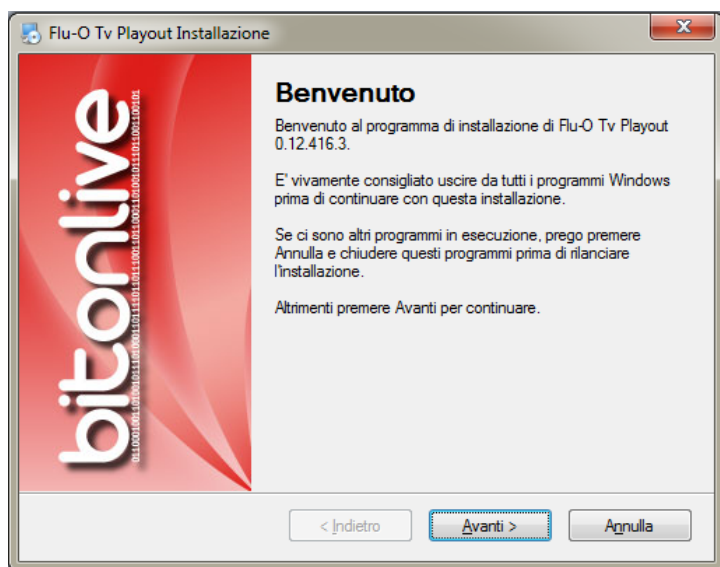 Flu-O Tv Playout Installazione
bitonlive
Benvenuto
Benvenuto al programma di installazione di Flu-O Tv Playout
0.12.416.3.
E' vivamente consigliato uscire da tutti i programmi Windows
prima di continuare con questa installazione.
Se ci sono altri programmi in esecuzione, prego premere
Annulla e chiudere questi programmi prima di rilanciare
l'installazione.
Altrimenti premere Avanti per continuare.
< Indietro
Avanti >
Annulla